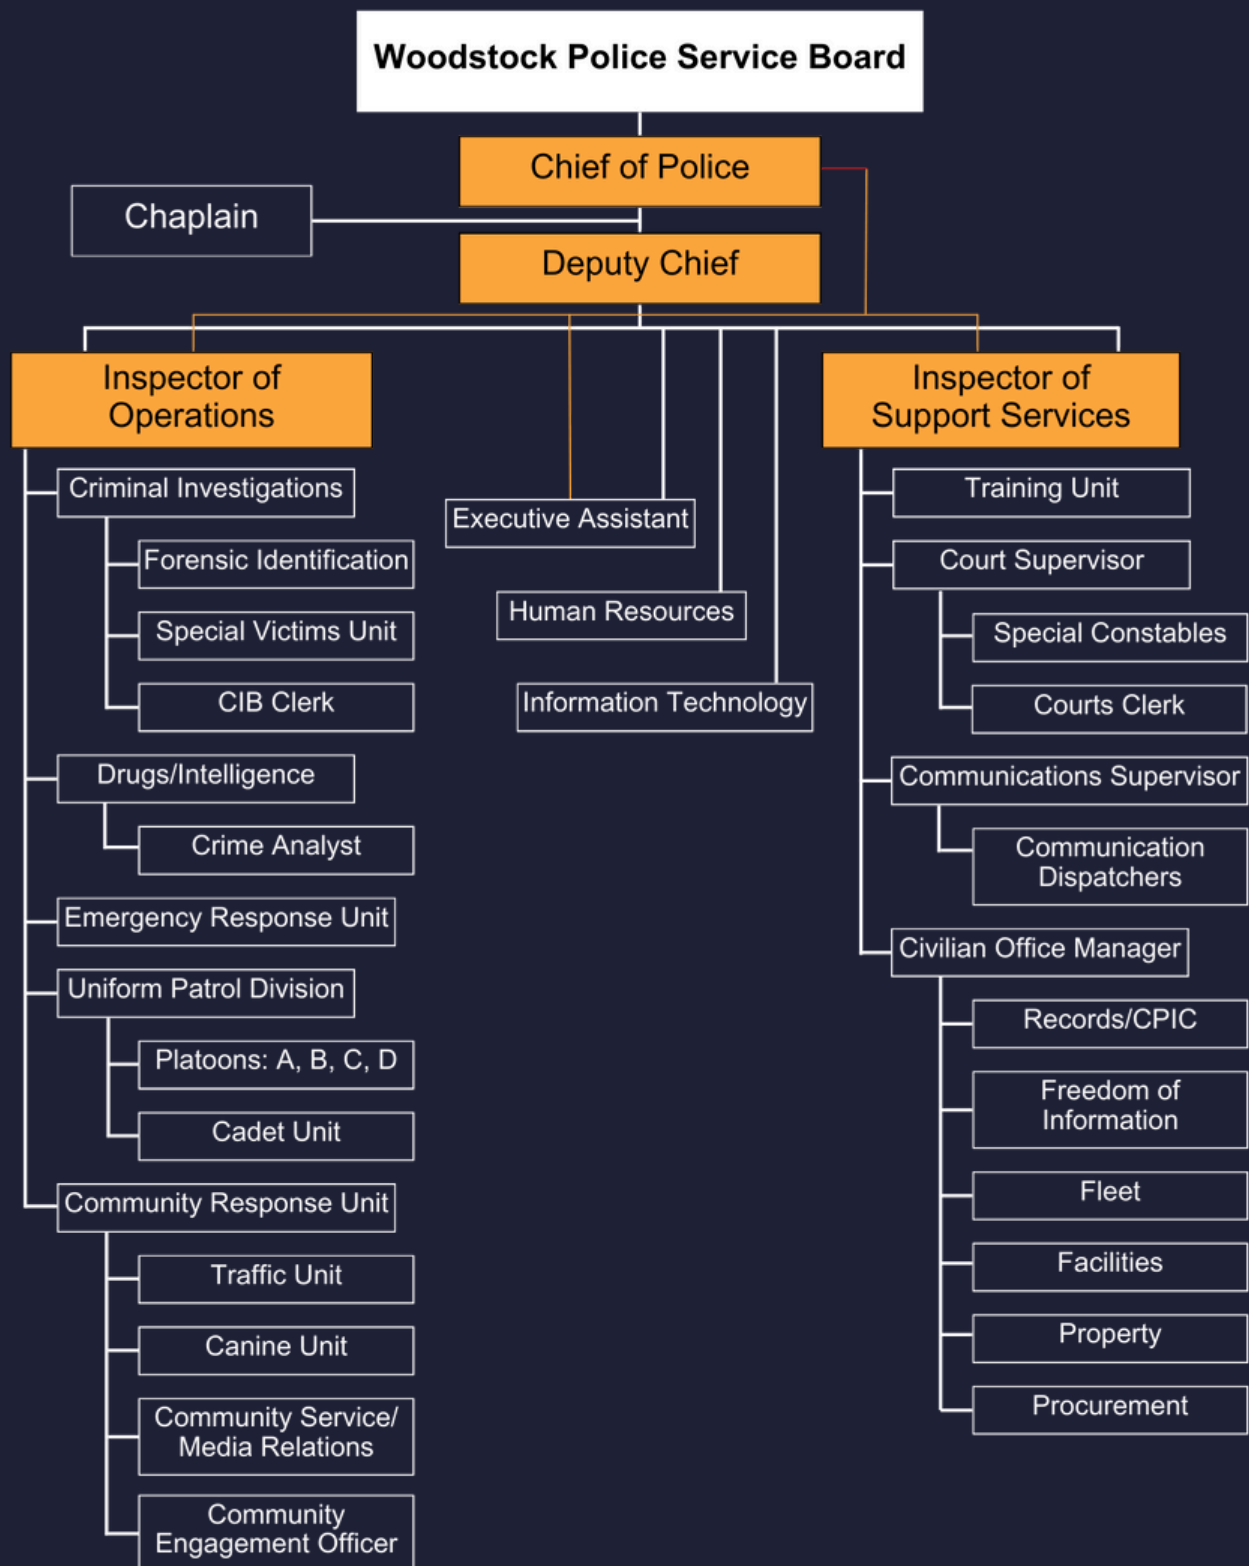 Woodstock Police Service Board
Chief of Police
Chaplain
Deputy Chief
Inspector of
Operations
Criminal Investigations
Forensic Identification
Special Victims Unit
CIB Clerk
Drugs/Intelligence
Crime Analyst
Emergency Response Unit
Uniform Patrol Division
Platoons: A, B, C, D
Cadet Unit
Community Response Unit
Traffic Unit
Canine Unit
Community Service/
Media Relations
Community
Engagement Officer
Executive Assistant
Human Resources
Information Technology
Inspector of
Support Services
Training Unit
Court Supervisor
Special Constables
Courts Clerk
Communications Supervisor
Communication
Dispatchers
Civilian Office Manager
Records/CPIC
Freedom of
Information
Fleet
Facilities
Property
Procurement